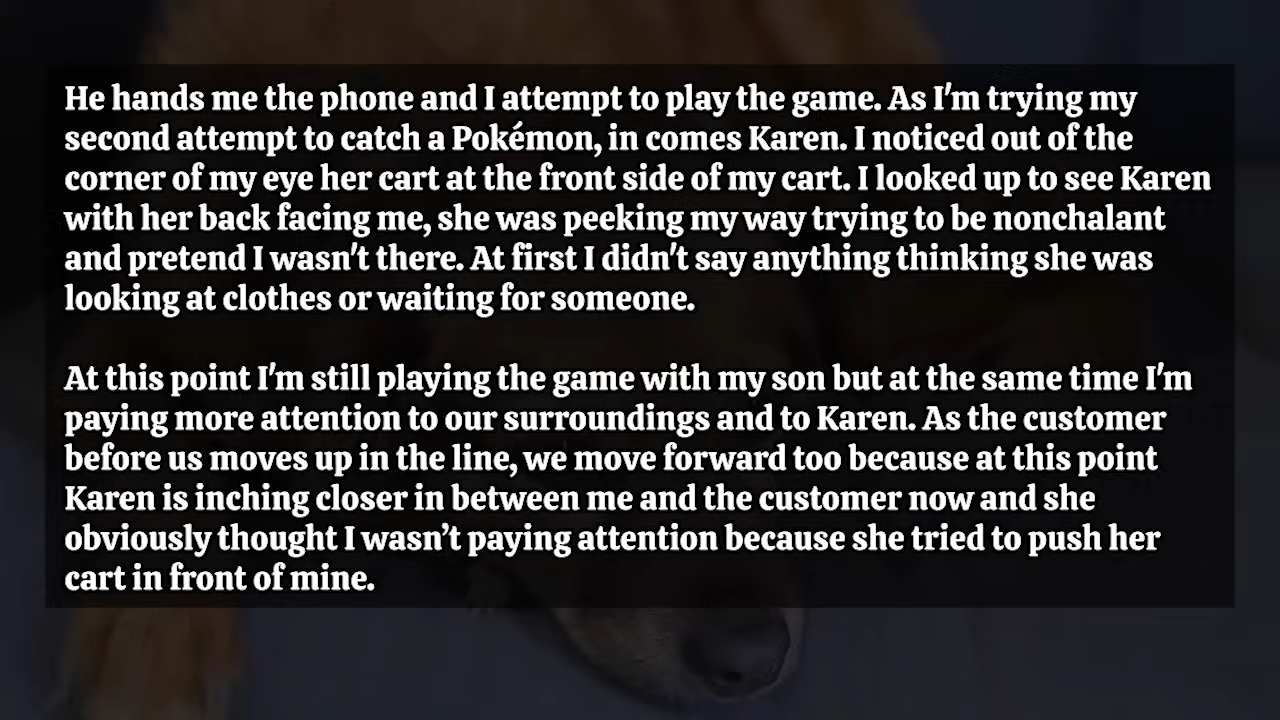 He hands me the phone and I attempt to play the game. As I'm trying my
second attempt to catch a Pokémon, in comes Karen. I noticed out of the
corner of my eye her cart at the front side of my cart. I looked up to see Karen
with her back facing me, she was peeking my way trying to be nonchalant
and pretend I wasn't there. At first I didn't say anything thinking she was
looking at clothes or waiting for someone.
At this point I'm still playing the game with my son but at the same time I'm
paying more attention to our surroundings and to Karen. As the customer
before us moves up in the line, we move forward too because at this point
Karen is inching closer in between me and the customer now and she
obviously thought I wasn’t paying attention because she tried to push her
cart in front of mine.